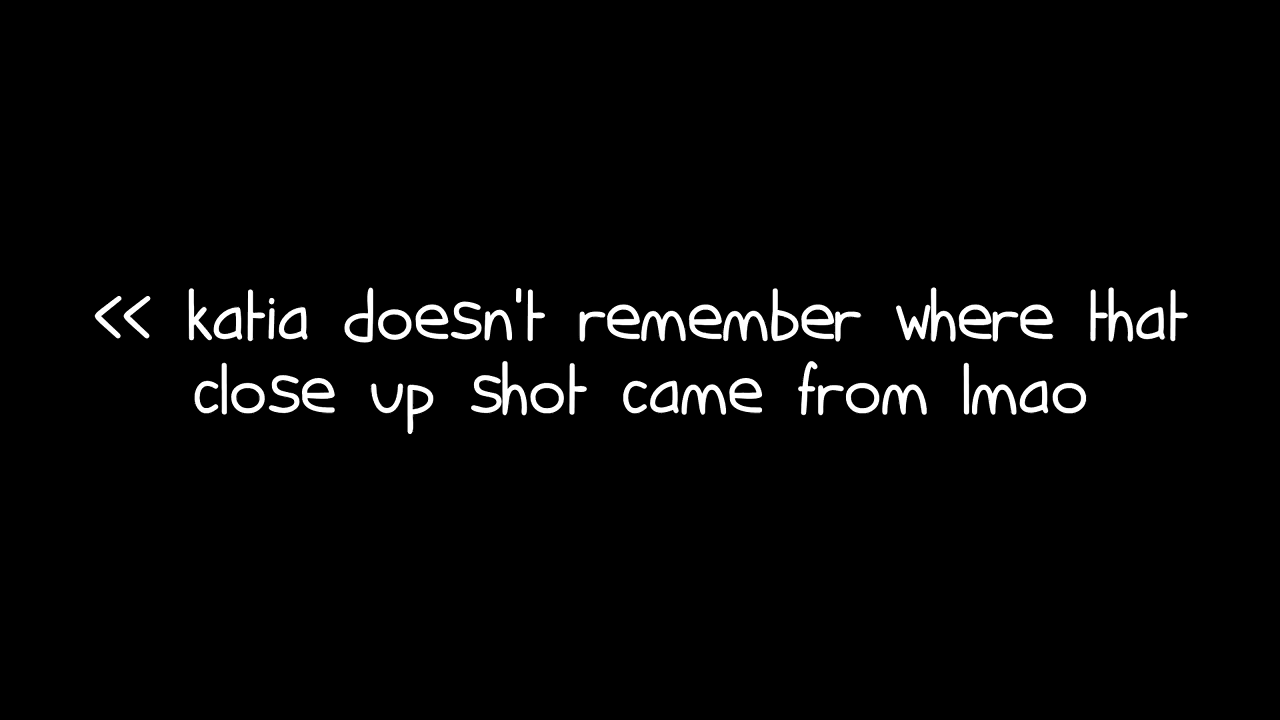 << katia doesn't remember where that
close up shot came from lmao